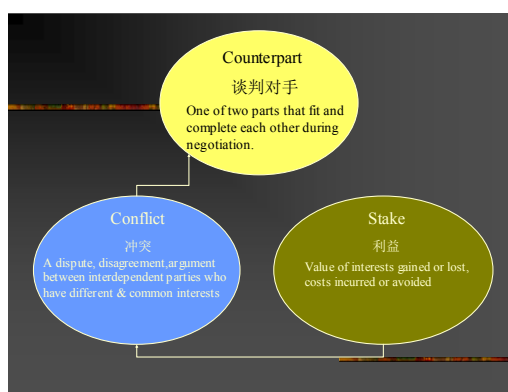 Counterpart
谈判对手
One of two parts that fit and
complete each other during
negotiation.
Conflict
冲突
A dispute, disagreement,argument
between interdependent parties who
have different & common interests
Stake
利益
Value of interests gained or lost,
costs incurred or avoided